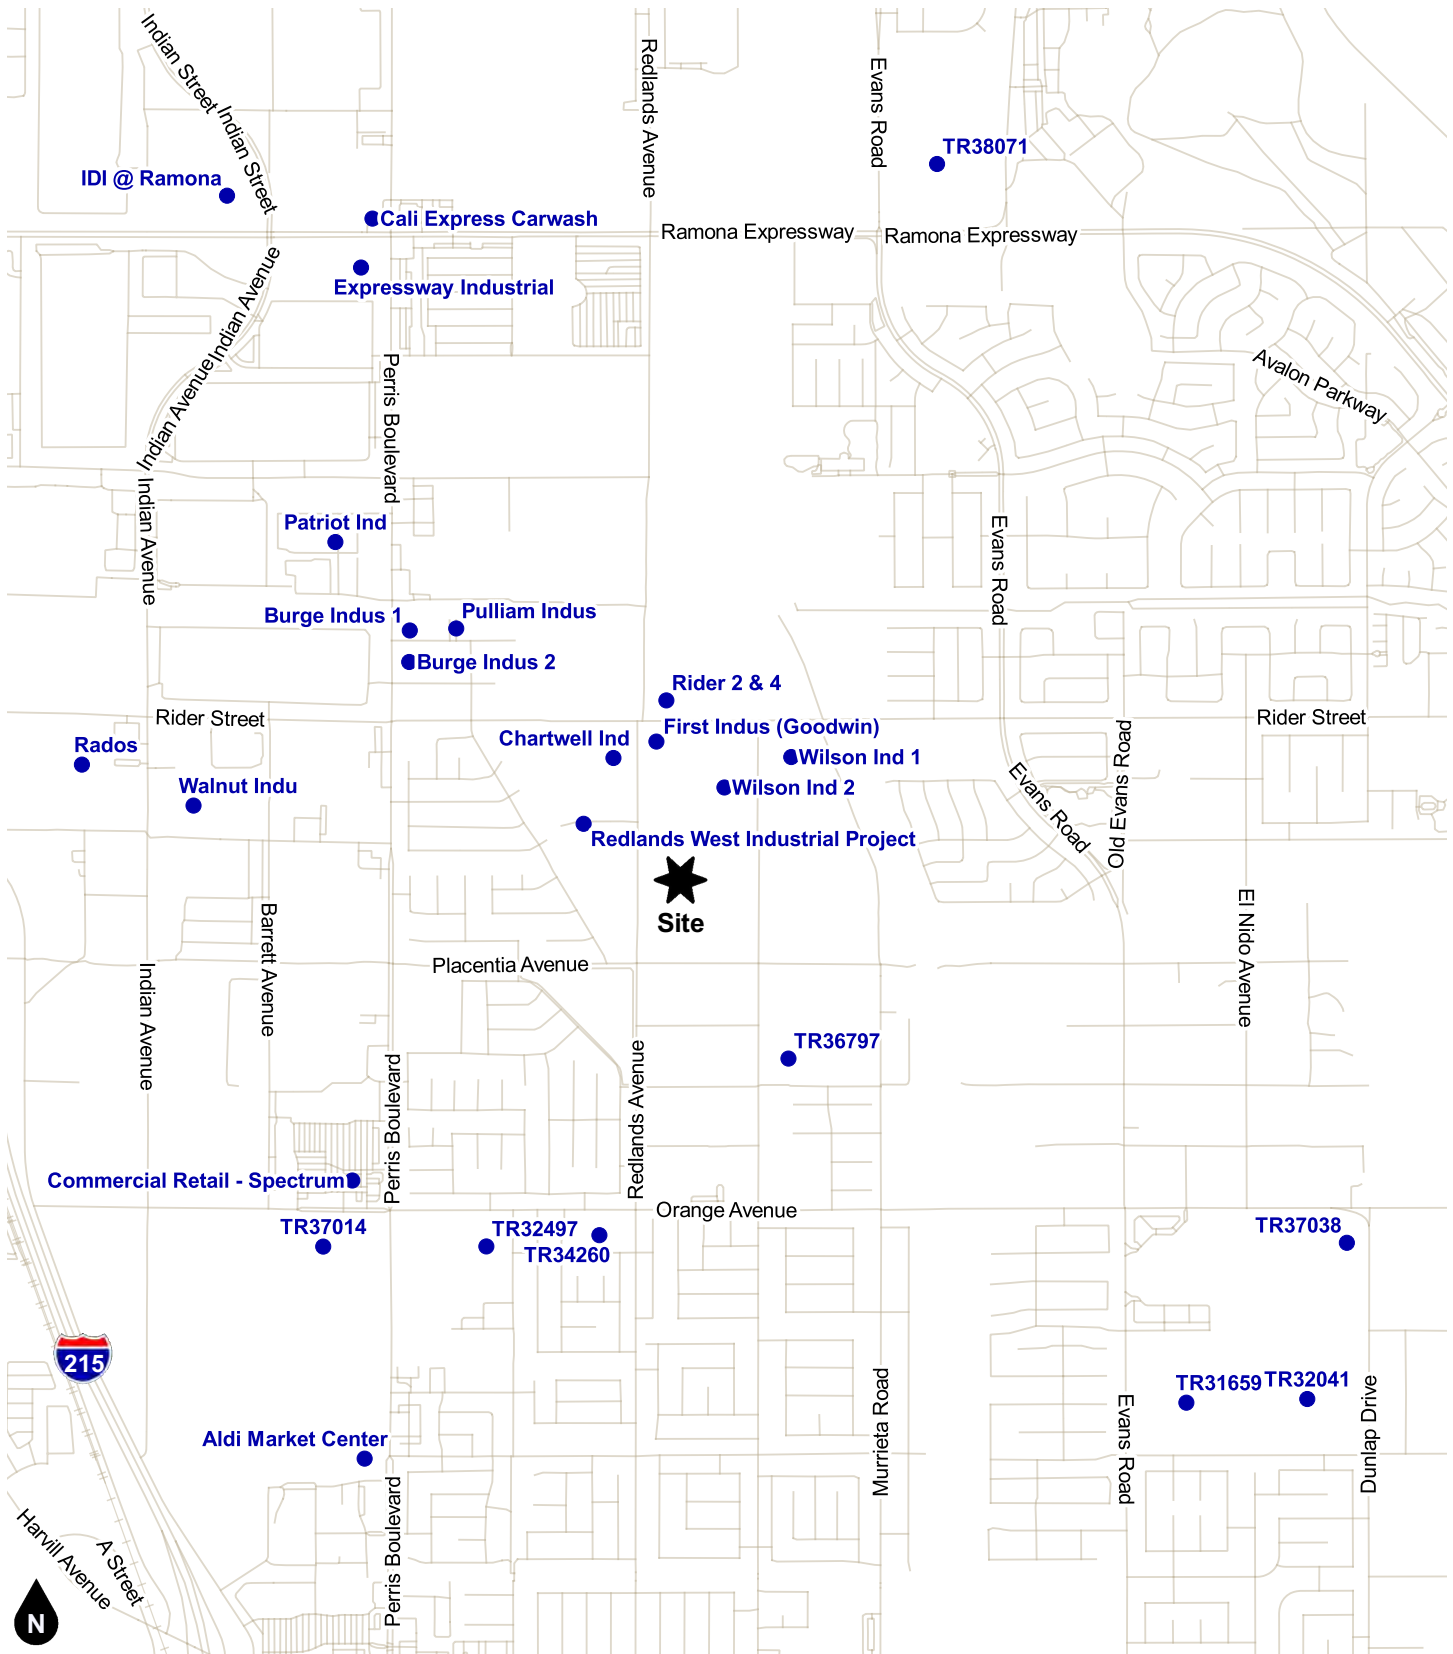 Indian Street
Indian Street
Redlands Avenue
Evans Road
TR38071
IDI @ Ramona
Cali Express Carwash
Ramona Expressway
Ramona Expressway
Expressway Industrial
Indian Avenue
Indian Avenue
Perris Boulevard
Avalon Parkway
Indian Avenue
Patriot Ind
Evans Road
Burge Indus 1
Pulliam Indus
Burge Indus 2
Rider 2 & 4
Rider Street
First Indus (Goodwin)
Rider Street
Chartwell Ind
Rados
Wilson Ind 1
Walnut Indu
Wilson Ind 2
Evans Road
Old Evans Road
Redlands West Industrial Project
Site
Barrett Avenue
El Nido Avenue
Placentia Avenue
Indian Avenue
TR36797
Perris Boulevard
Redlands Avenue
Commercial Retail - Spectrum
Orange Avenue
TR37014
TR32497
TR34260
TR37038
215
TR31659
TR32041
Murrieta Road
Evans Road
Dunlap Drive
Aldi Market Center
Perris Boulevard
Harvill Avenue
A Street
N